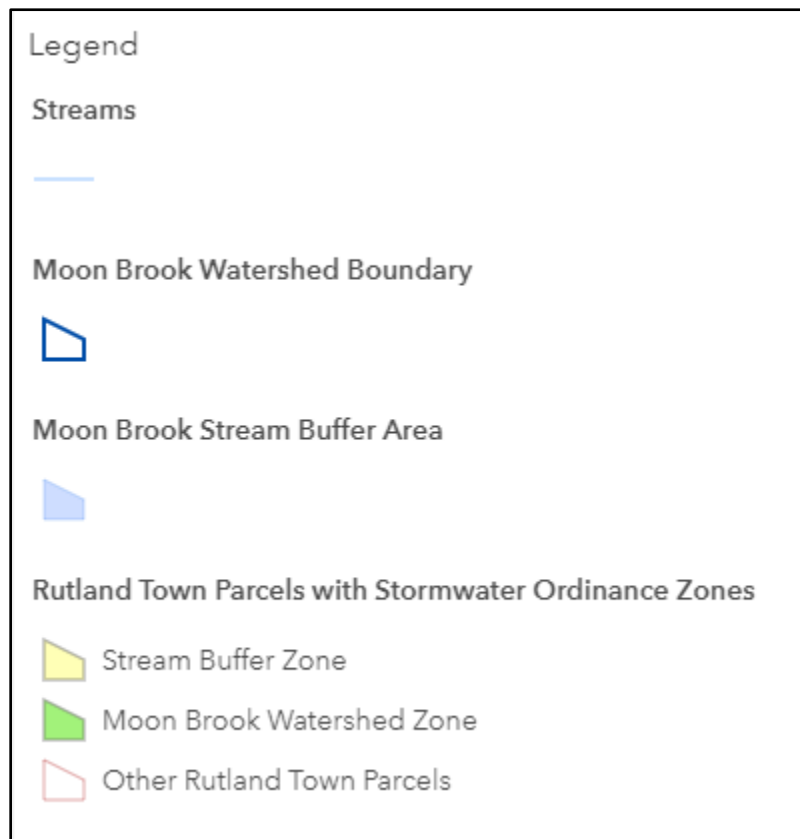 Legend
Streams
Moon Brook Watershed Boundary
Moon Brook Stream Buffer Area
Rutland Town Parcels with Stormwater Ordinance Zones
Stream Buffer Zone
Moon Brook Watershed Zone
Other Rutland Town Parcels